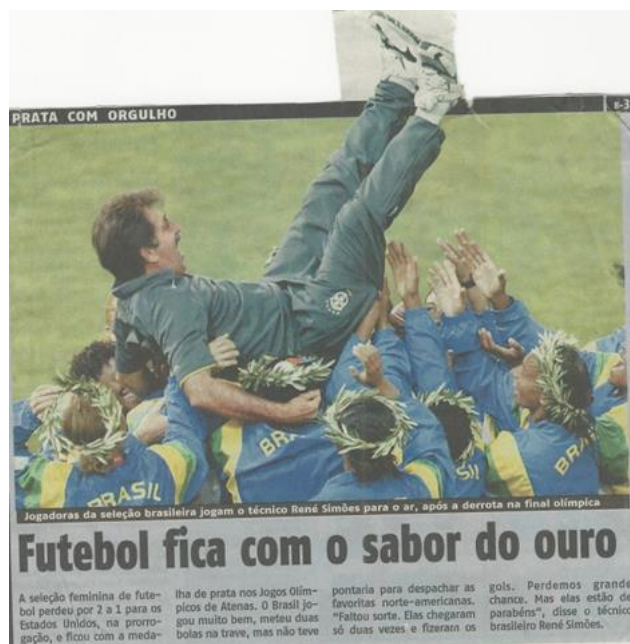 PRATA COM ORGULHO
8-3
BRASIL
BRASIL
BRASIL
BRASIL
Jogadoras da seleção brasileira jogam o técnico René Simões para o ar, após a derrota na final olímpica
Futebol fica com o sabor do ouro
A seleção feminina de fute-
bol perdeu por 2 a 1 para os
Estados Unidos, na prorro-
gação, e ficou com a meda-
lha de prata nos Jogos Olím-
picos de Atenas. O Brasil jo-
gou muito bem, meteu duas
bolas na trave, mas não teve
pontaria para despachar as
favoritas norte-americanas.
"Faltou sorte. Elas chegaram
só duas vezes e fizeram os
gols. Perdemos grande
chance. Mas elas estão de
parabéns", disse o técnico
brasileiro René Simões.